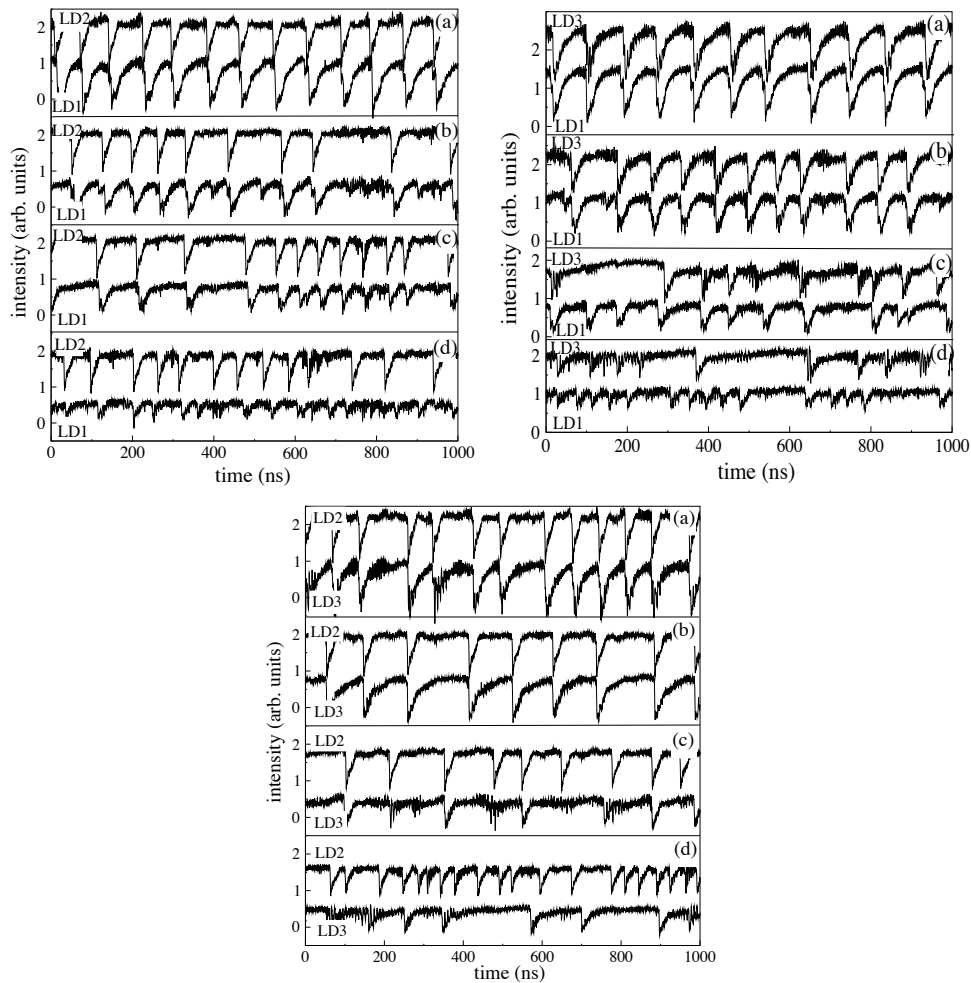 LD2
(a)
2
1
0
LD1
LD2
(b)
2
1
0
LD1
LD2
(c)
2
1
0
LD1
LD2
(d)
2
1
0
LD1
0 200 400 600 800 1000
time (ns)
intensity (arb. units)
LD3
(a)
2
1
0
LD1
LD3
(b)
2
1
0
LD1
LD3
(c)
2
1
0
LD1
LD3
(d)
2
1
0
LD1
0 200 400 600 800 1000
time (ns)
intensity (arb. units)
LD2
(a)
2
1
0
LD3
LD2
(b)
2
1
0
LD3
LD2
(c)
2
1
0
LD3
LD2
(d)
2
1
0
LD3
0 200 400 600 800 1000
time (ns)
intensity (arb. units)